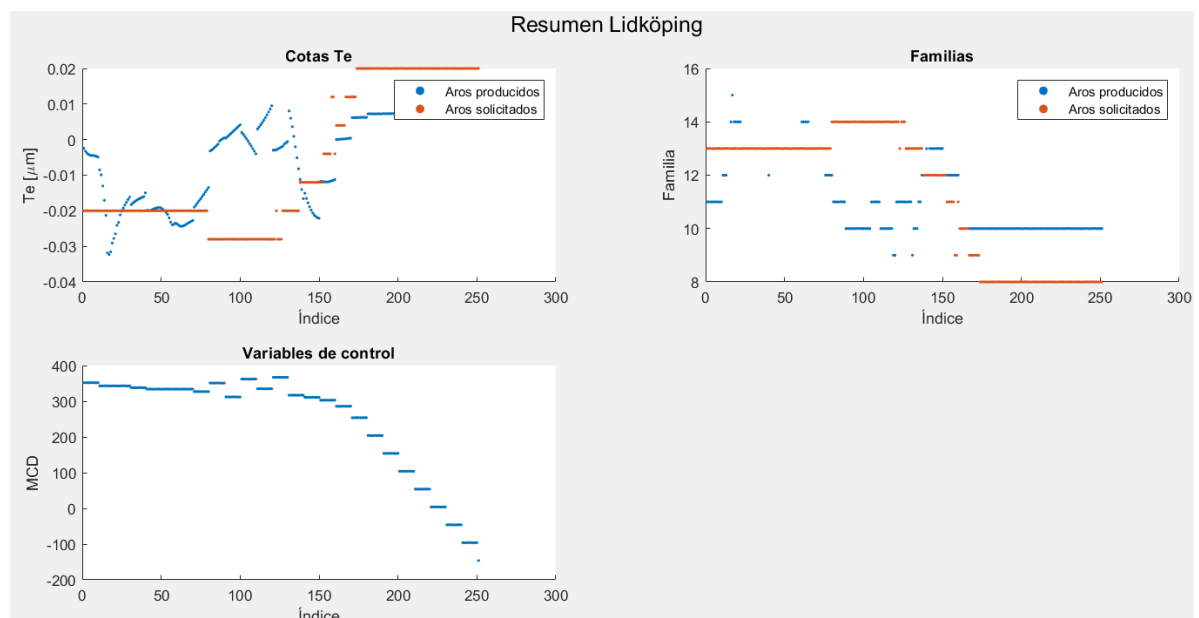 Resumen Lidköping
Cotas Te
0.02
0.01
0
-0.01
-0.02
-0.03
-0.04
Te [μm]
0 50 100 150 200 250 300
Índice
Aros producidos
Aros solicitados
Familias
16
14
12
10
8
Familia
0 50 100 150 200 250 300
Índice
Aros producidos
Aros solicitados
Variables de control
400
300
200
100
0
-100
-200
MCD
0 50 100 150 200 250 300
Índice